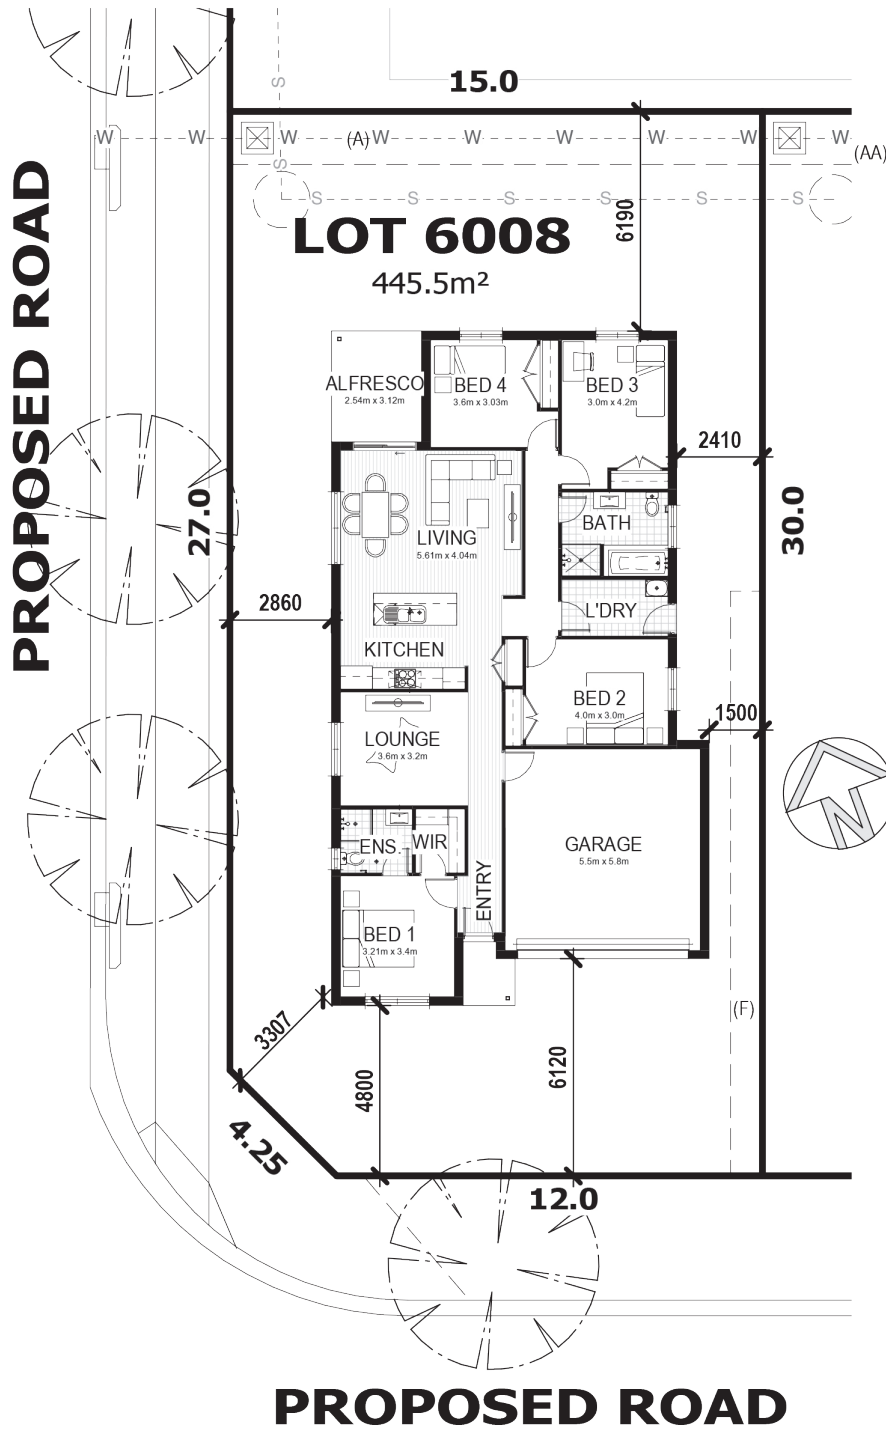 15.0
S
W W W (A) W W W W W W (AA)
S
S S S S S S
PROPOSED ROAD
LOT 6008
445.5m²
6190
ALFRESCO
2.54m x 3.12m
BED 4
3.6m x 3.03m
BED 3
3.0m x 4.2m
2410
27.0
30.0
BATH
LIVING
5.61m x 4.04m
2860
L'DRY
KITCHEN
BED 2
4.0m x 3.0m
1500
LOUNGE
3.6m x 3.2m
N
ENS.
WIR
GARAGE
5.5m x 5.8m
ENTRY
BED 1
3.21m x 3.4m
(F)
3307
4800
6120
4.25
12.0
PROPOSED ROAD